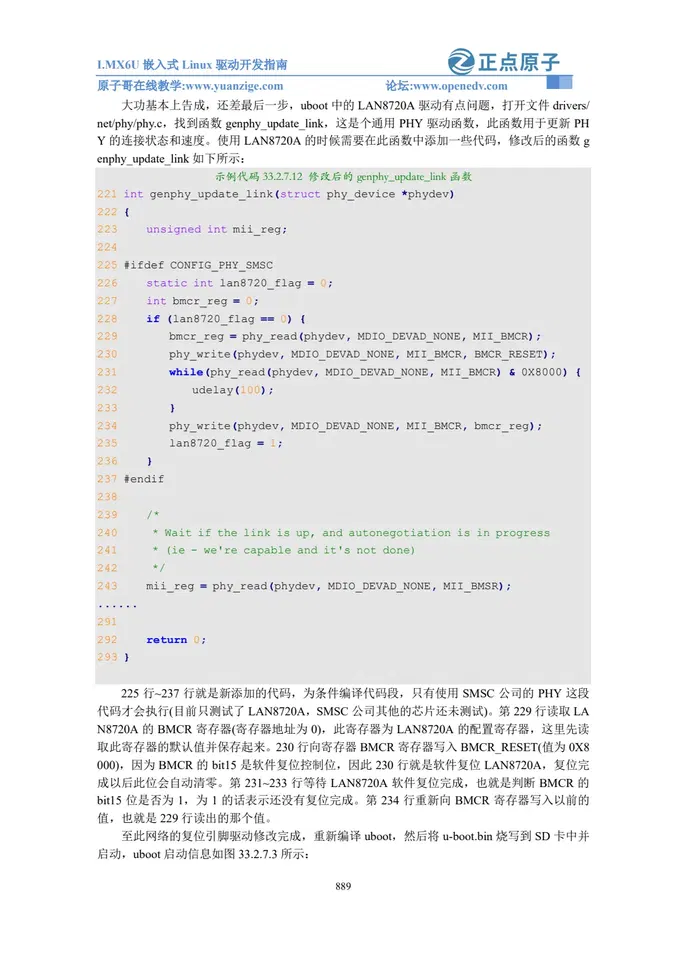 I.MX6U 嵌入式 Linux 驱动开发指南
正点原子
原子哥在线教学:www.yuanzige.com 论坛:www.openedv.com
大功基本上告成，还差最后一步，uboot 中的 LAN8720A 驱动有点问题，打开文件 drivers/
net/phy/phy.c，找到函数 genphy_update_link，这是个通用 PHY 驱动函数，此函数用于更新 PH
Y 的连接状态和速度。使用 LAN8720A 的时候需要在此函数中添加一些代码，修改后的函数 g
enphy_update_link 如下所示：
示例代码 33.2.7.12 修改后的 genphy_update_link 函数
221 int genphy_update_link(struct phy_device *phydev)
222 {
223 unsigned int mii_reg;
224
225 #ifdef CONFIG_PHY_SMSC
226 static int lan8720_flag = 0;
227 int bmcr_reg = 0;
228 if (lan8720_flag == 0) {
229 bmcr_reg = phy_read(phydev, MDIO_DEVAD_NONE, MII_BMCR);
230 phy_write(phydev, MDIO_DEVAD_NONE, MII_BMCR, BMCR_RESET);
231 while(phy_read(phydev, MDIO_DEVAD_NONE, MII_BMCR) & 0X8000) {
232 udelay(100);
233 }
234 phy_write(phydev, MDIO_DEVAD_NONE, MII_BMCR, bmcr_reg);
235 lan8720_flag = 1;
236 }
237 #endif
238
239 /*
240 * Wait if the link is up, and autonegotiation is in progress
241 * (ie - we're capable and it's not done)
242 */
243 mii_reg = phy_read(phydev, MDIO_DEVAD_NONE, MII_BMSR);
......
291
292 return 0;
293 }
225 行~237 行就是新添加的代码，为条件编译代码段，只有使用 SMSC 公司的 PHY 这段
代码才会执行(目前只测试了 LAN8720A，SMSC 公司其他的芯片还未测试)。第 229 行读取 LA
N8720A 的 BMCR 寄存器(寄存器地址为 0)，此寄存器为 LAN8720A 的配置寄存器，这里先读
取此寄存器的默认值并保存起来。230 行向寄存器 BMCR 寄存器写入 BMCR_RESET(值为 0X8
000)，因为 BMCR 的 bit15 是软件复位控制位，因此 230 行就是软件复位 LAN8720A，复位完
成以后此位会自动清零。第 231~233 行等待 LAN8720A 软件复位完成，也就是判断 BMCR 的
bit15 位是否为 1，为 1 的话表示还没有复位完成。第 234 行重新向 BMCR 寄存器写入以前的
值，也就是 229 行读出的那个值。
至此网络的复位引脚驱动修改完成，重新编译 uboot，然后将 u-boot.bin 烧写到 SD 卡中并
启动，uboot 启动信息如图 33.2.7.3 所示：
889